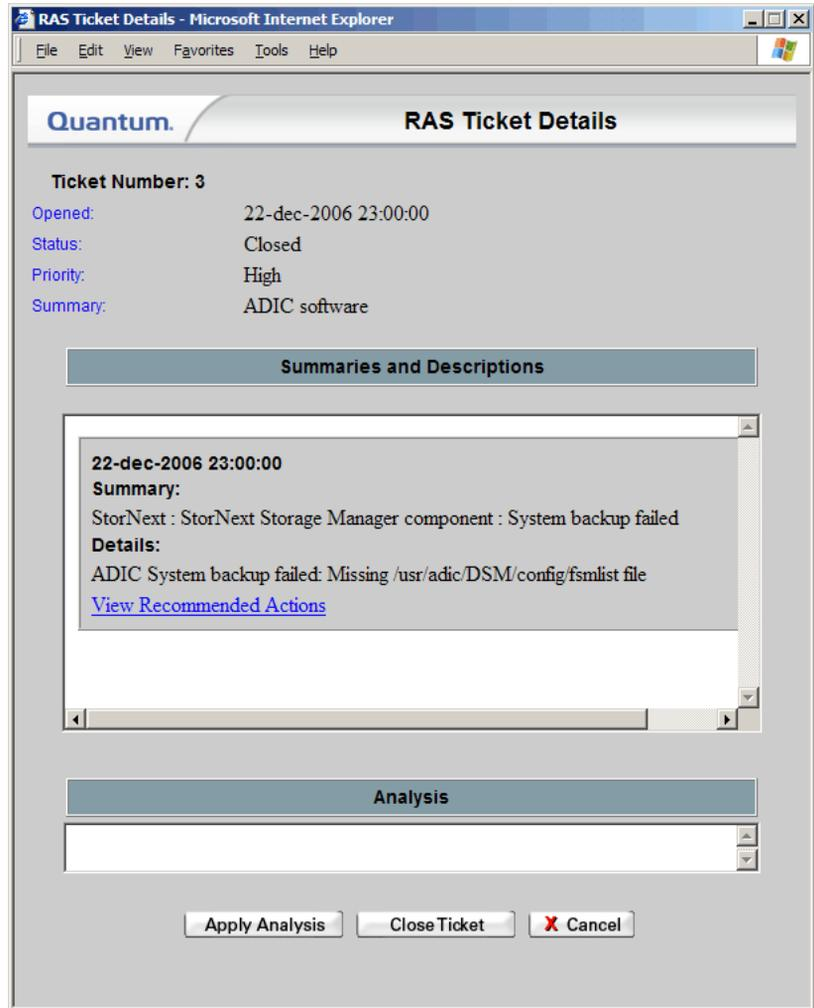 RAS Ticket Details - Microsoft Internet Explorer
File Edit View Favorites Tools Help
Quantum. RAS Ticket Details
Ticket Number: 3
Opened: 22-dec-2006 23:00:00
Status: Closed
Priority: High
Summary: ADIC software
Summaries and Descriptions
22-dec-2006 23:00:00
Summary:
StorNext : StorNext Storage Manager component : System backup failed
Details:
ADIC System backup failed: Missing /usr/adic/DSM/config/fsmlist file
View Recommended Actions
Analysis
Apply Analysis Close Ticket X Cancel